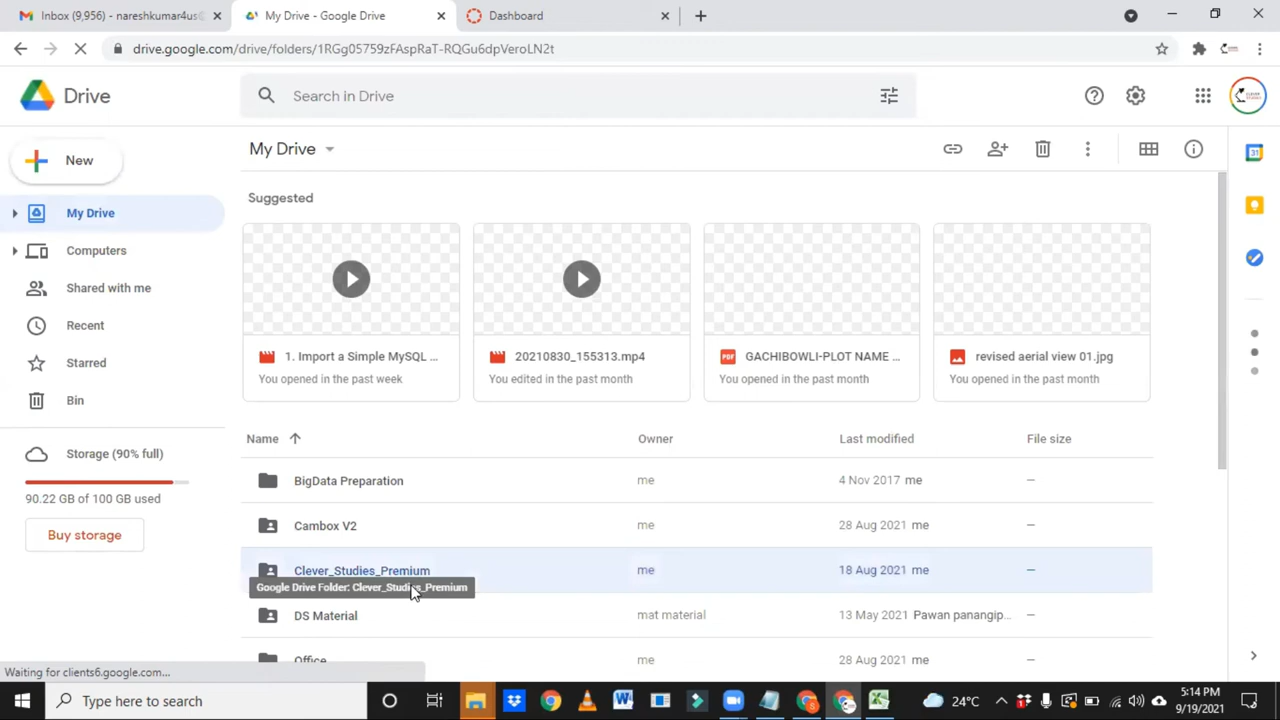 Inbox (9,956) - nareshkumar4us@
My Drive - Google Drive
Dashboard
drive.google.com/drive/folders/1RGg05759zFAspRaT-RQGu6dpVeroLN2t
Drive
Search in Drive
New
My Drive
31
My Drive
Computers
Shared with me
Recent
Starred
Bin
Storage (90% full)
90.22 GB of 100 GB used
Buy storage
Suggested
1. Import a Simple MySQL ...
You opened in the past week
20210830_155313.mp4
You edited in the past month
PDF
GACHIBOWLI-PLOT NAME ...
You opened in the past month
revised aerial view 01.jpg
You opened in the past month
Name Owner Last modified File size
BigData Preparation me 4 Nov 2017 me —
Cambox V2 me 28 Aug 2021 me —
Clever_Studies_Premium me 18 Aug 2021 me —
Google Drive Folder: Clever_Studies_Premium
DS Material mat material 13 May 2021 Pawan panangip... —
Office me 28 Aug 2021 me —
Waiting for clients6.google.com...
Type here to search
24°C
5:14 PM
9/19/2021